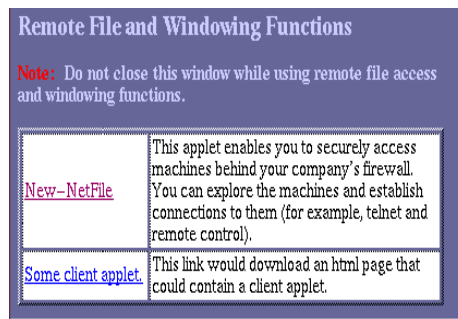 Remote File and Windowing Functions
Note: Do not close this window while using remote file access
and windowing functions.
New-NetFile
This applet enables you to securely access
machines behind your company's firewall.
You can explore the machines and establish
connections to them (for example, telnet and
remote control).
Some client applet.
This link would download an html page that
could contain a client applet.